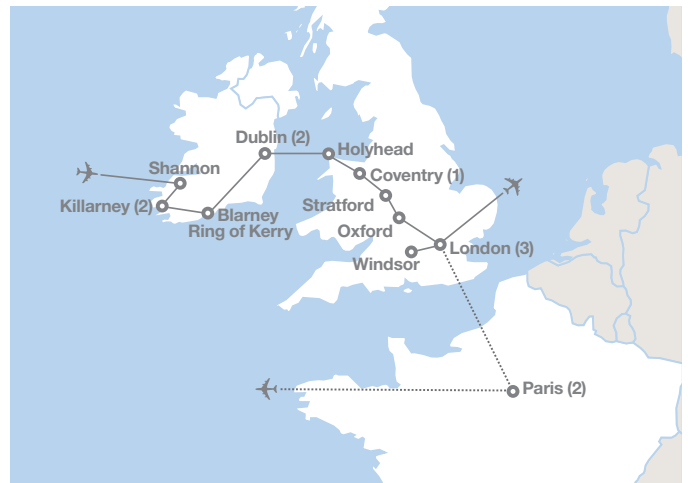 Dublin (2)
Holyhead
Shannon
Coventry (1)
Killarney (2)
Stratford
Blarney
Ring of Kerry
Oxford
London (3)
Windsor
Paris (2)